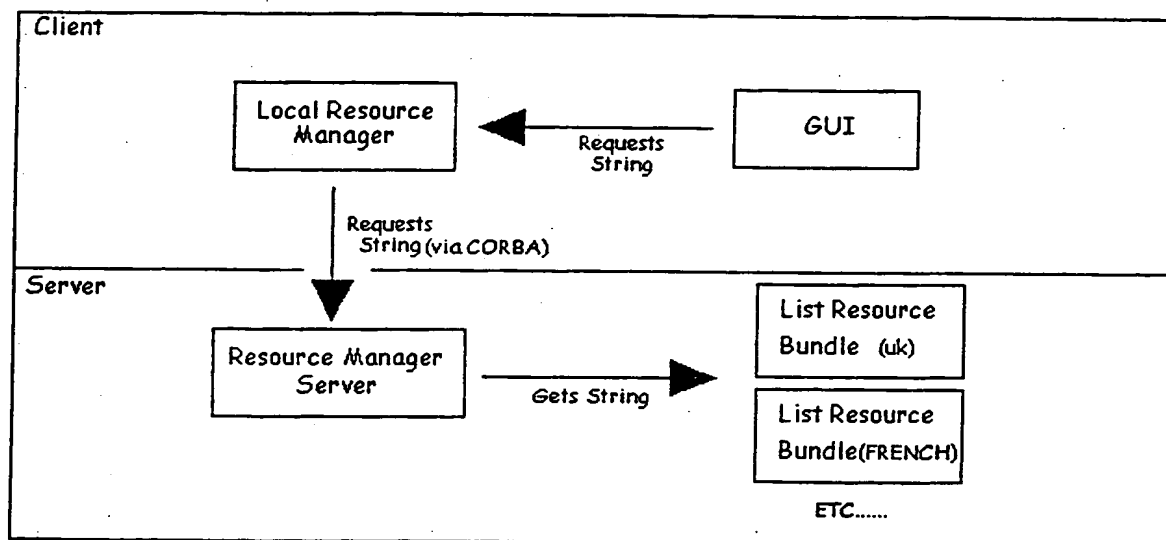 Client
Local Resource
Manager
GUI
Requests
String
Requests
String (via CORBA)
Server
Resource Manager
Server
Gets String
List Resource
Bundle (uk)
List Resource
Bundle(FRENCH)
ETC......